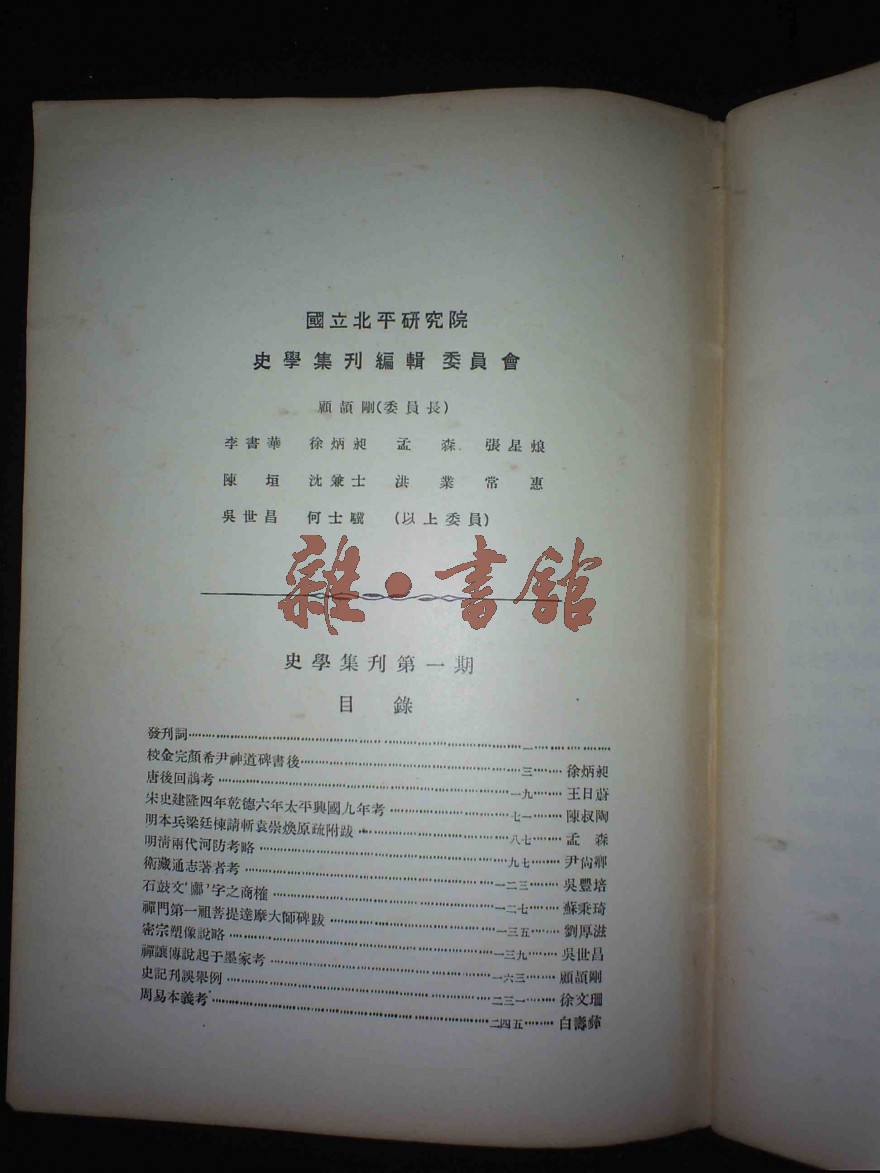 國立北平研究院
史學集刊編輯委員會
顧頡剛(委員長)
李書華 徐炳昶 孟森 張星烺
陳垣 沈兼士 洪業 常惠
吳世昌 何士驥 (以上委員)
雜•書館
史學集刊第一期
目錄
發刊詞……一……
校金完顏希尹神道碑書後……三……徐炳昶
唐後回鶻考……一九……王日蔚
宋史建隆四年乾德六年太平興國九年考……七一……陳叔陶
明本兵梁廷棟請斬袁崇煥原疏附跋……八七……孟森
明清兩代河防考略……九七……尹尚卿
衛藏通志著者考……一二三……吳豐培
石鼓文'鄜'字之商榷……一二七……蘇秉琦
禪門第一祖菩提達摩大師碑跋……一三五……劉厚滋
密宗塑像說略……一三九……吳世昌
禪讓傳說起于墨家考……一六三……顧頡剛
史記刊誤舉例……二三一……徐文珊
周易本義考……二四五……白壽彝